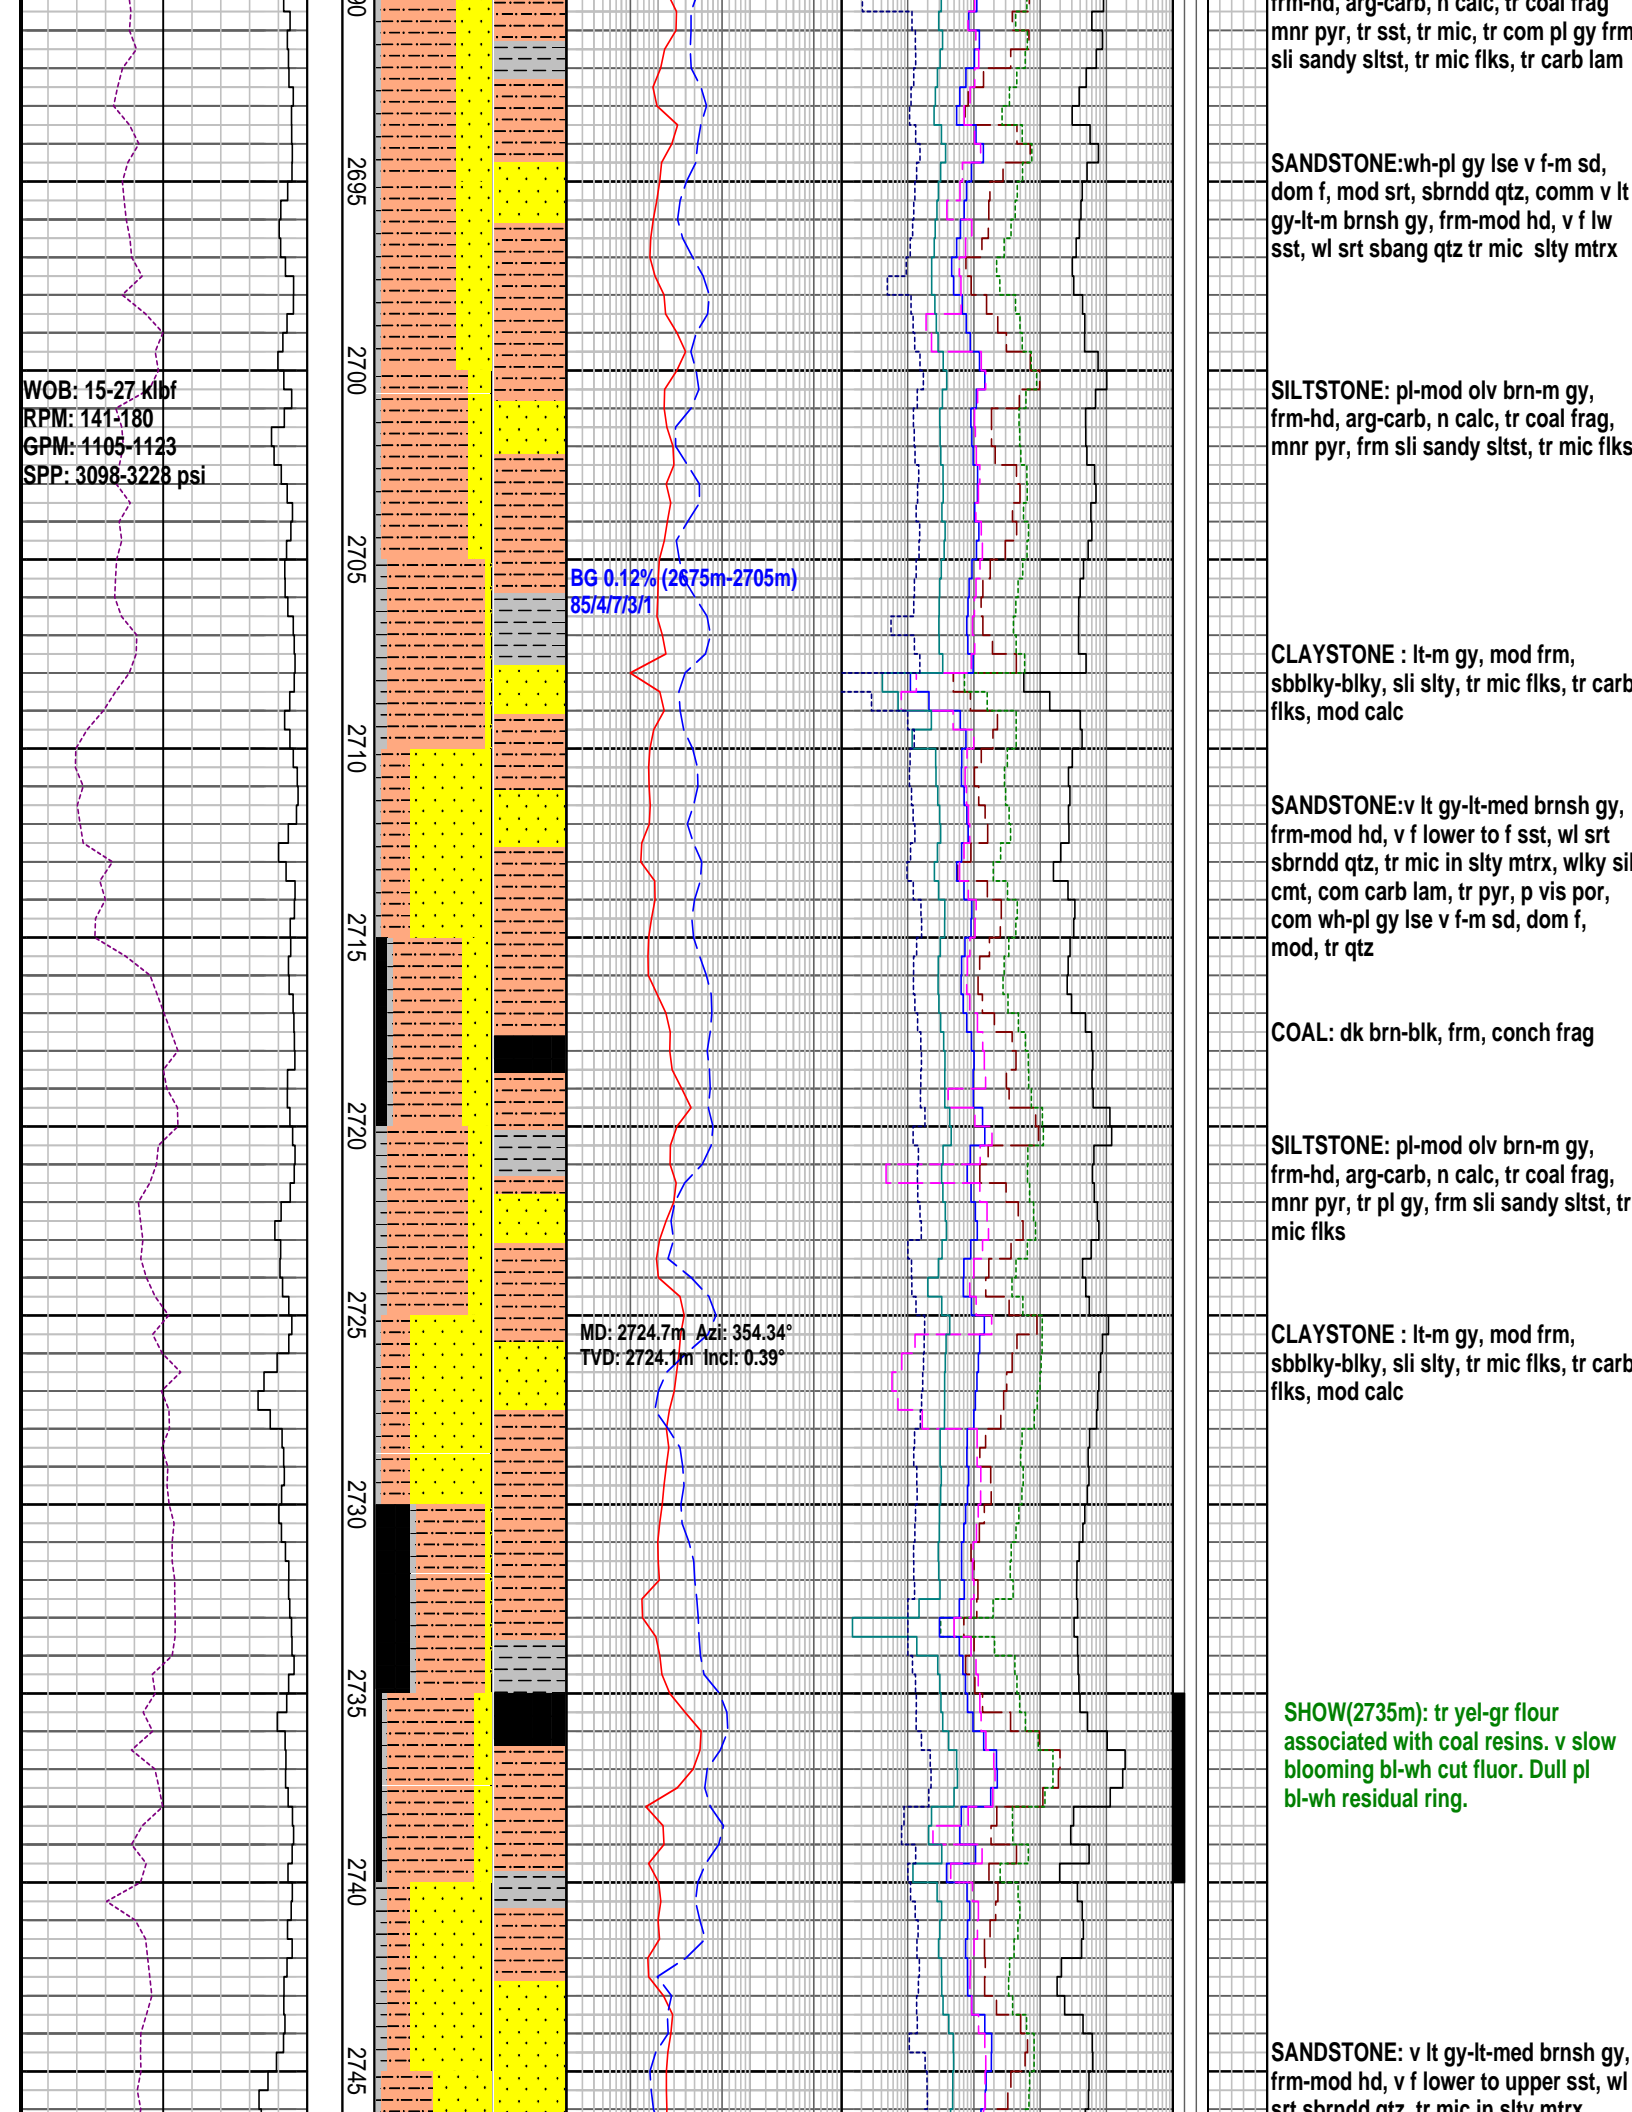 90
frm-hd, arg-carb, n calc, tr coal frag
mnr pyr, tr sst, tr mic, tr com pl gy frm
sli sandy sltst, tr mic flks, tr carb lam
2695
SANDSTONE:wh-pl gy lse v f-m sd,
dom f, mod srt, sbrndd qtz, comm v lt
gy-lt-m brnsh gy, frm-mod hd, v f lw
sst, wl srt sbang qtz tr mic slty mtrx
2700
WOB: 15-27 klbf
RPM: 141-180
GPM: 1105-1123
SPP: 3098-3228 psi
SILTSTONE: pl-mod olv brn-m gy,
frm-hd, arg-carb, n calc, tr coal frag,
mnr pyr, frm sli sandy sltst, tr mic flks
2705
BG 0.12% (2675m-2705m)
85/4/7/3/1
CLAYSTONE : lt-m gy, mod frm,
sbblky-blky, sli slty, tr mic flks, tr carb
flks, mod calc
2710
SANDSTONE:v lt gy-lt-med brnsh gy,
frm-mod hd, v f lower to f sst, wl srt
sbrndd qtz, tr mic in slty mtrx, wlky sil
cmt, com carb lam, tr pyr, p vis por,
com wh-pl gy lse v f-m sd, dom f,
mod, tr qtz
2715
COAL: dk brn-blk, frm, conch frag
2720
SILTSTONE: pl-mod olv brn-m gy,
frm-hd, arg-carb, n calc, tr coal frag,
mnr pyr, tr pl gy, frm sli sandy sltst, tr
mic flks
2725
MD: 2724.7m Azi: 354.34°
TVD: 2724.1m Incl: 0.39°
CLAYSTONE : lt-m gy, mod frm,
sbblky-blky, sli slty, tr mic flks, tr carb
flks, mod calc
2730
2735
SHOW(2735m): tr yel-gr flour
associated with coal resins. v slow
blooming bl-wh cut fluor. Dull pl
bl-wh residual ring.
2740
2745
SANDSTONE: v lt gy-lt-med brnsh gy,
frm-mod hd, v f lower to upper sst, wl
srt sbrndd qtz, tr mic in slty mtrx